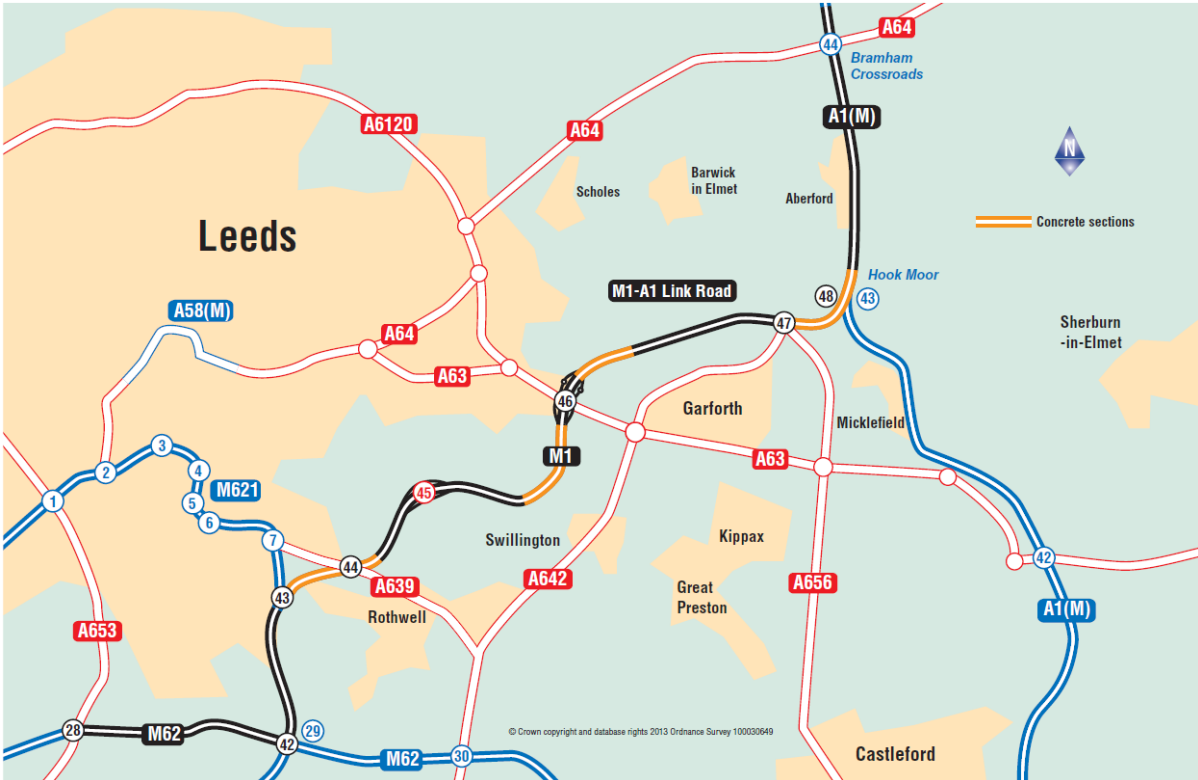 A64
44
Bramham
Crossroads
A6120
A64
A1(M)
N
Scholes
Barwick
in Elmet
Aberford
Concrete sections
Leeds
Hook Moor
M1-A1 Link Road
48
43
A58(M)
47
Sherburn
-in-Elmet
A64
A63
46
Garforth
Micklefield
3
M1
A63
2
4
M621
45
1
5
6
Swillington
Kippax
7
44
A639
A642
A656
42
43
Rothwell
Great
Preston
A1(M)
A653
28
M62
29
42
© Crown copyright and database rights 2013 Ordnance Survey 100030649
M62
30
Castleford